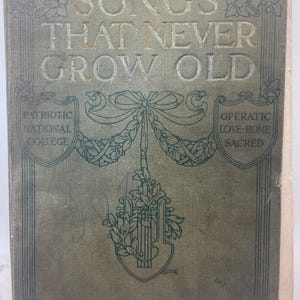 SONGS
THAT NEVER
GROW OLD
PATRIOTIC
NATIONAL
COLLEGE
OPERATIC
LOVE-HOME
SACRED